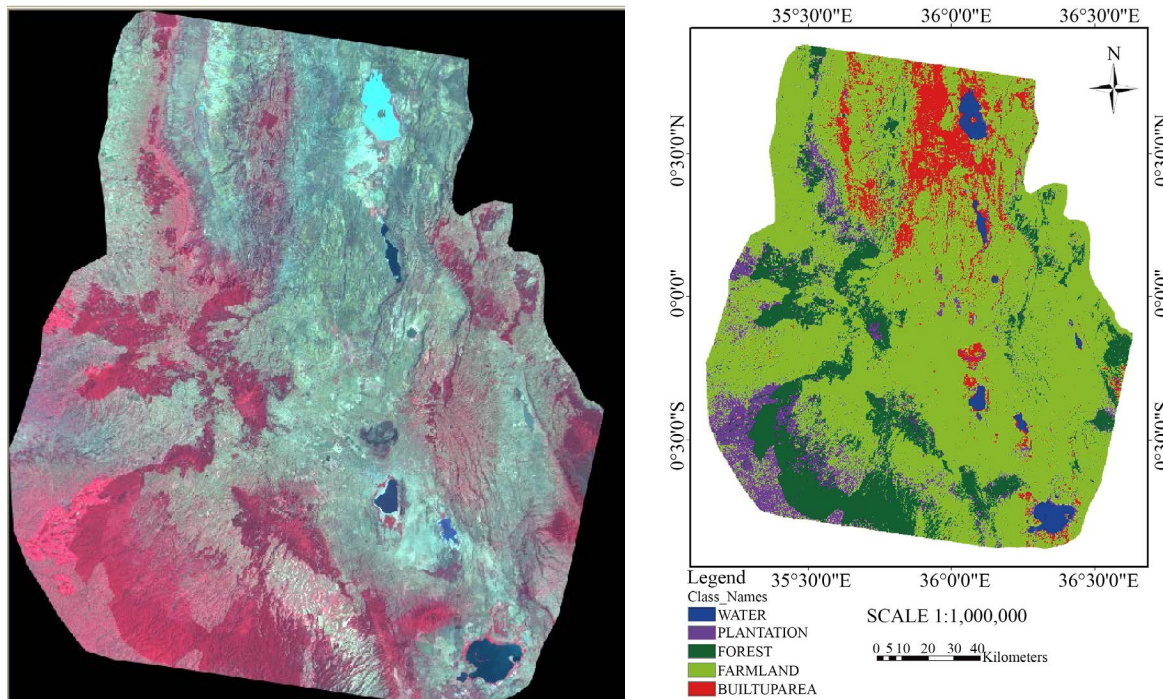 35°30'0"E 36°0'0"E 36°30'0"E
N
0°30'0"N 0°30'0"N
0°0'0" 0°0'0"
0°30'0"S 0°30'0"S
35°30'0"E 36°0'0"E 36°30'0"E
Legend
Class_Names
WATER
PLANTATION
FOREST
FARMLAND
BUILTUPAREA
SCALE 1:1,000,000
0 5 10 20 30 40
Kilometers